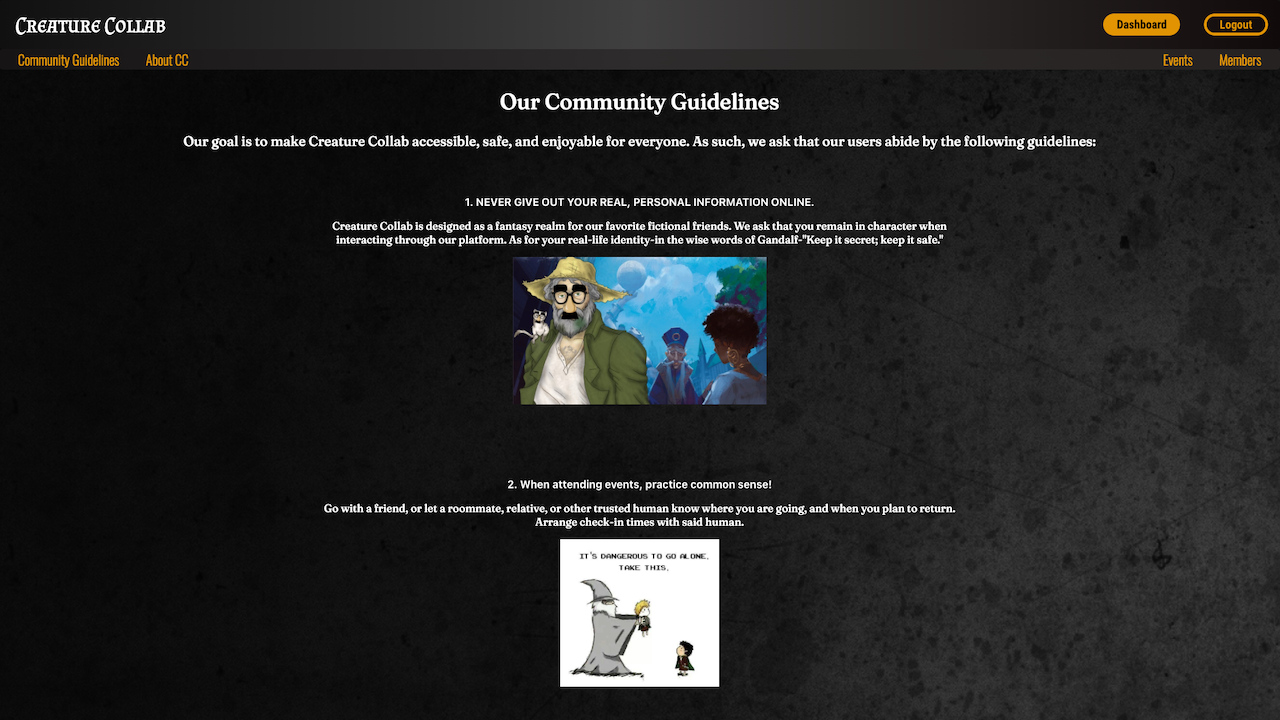 Creature Collab
Dashboard
Logout
Community Guidelines
About CC
Events
Members
Our Community Guidelines
Our goal is to make Creature Collab accessible, safe, and enjoyable for everyone. As such, we ask that our users abide by the following guidelines:
1. NEVER GIVE OUT YOUR REAL, PERSONAL INFORMATION ONLINE.
Creature Collab is designed as a fantasy realm for our favorite fictional friends. We ask that you remain in character when
interacting through our platform. As for your real-life identity-in the wise words of Gandalf-"Keep it secret; keep it safe."
2. When attending events, practice common sense!
Go with a friend, or let a roommate, relative, or other trusted human know where you are going, and when you plan to return.
Arrange check-in times with said human.
IT'S DANGEROUS TO GO ALONE,
TAKE THIS.